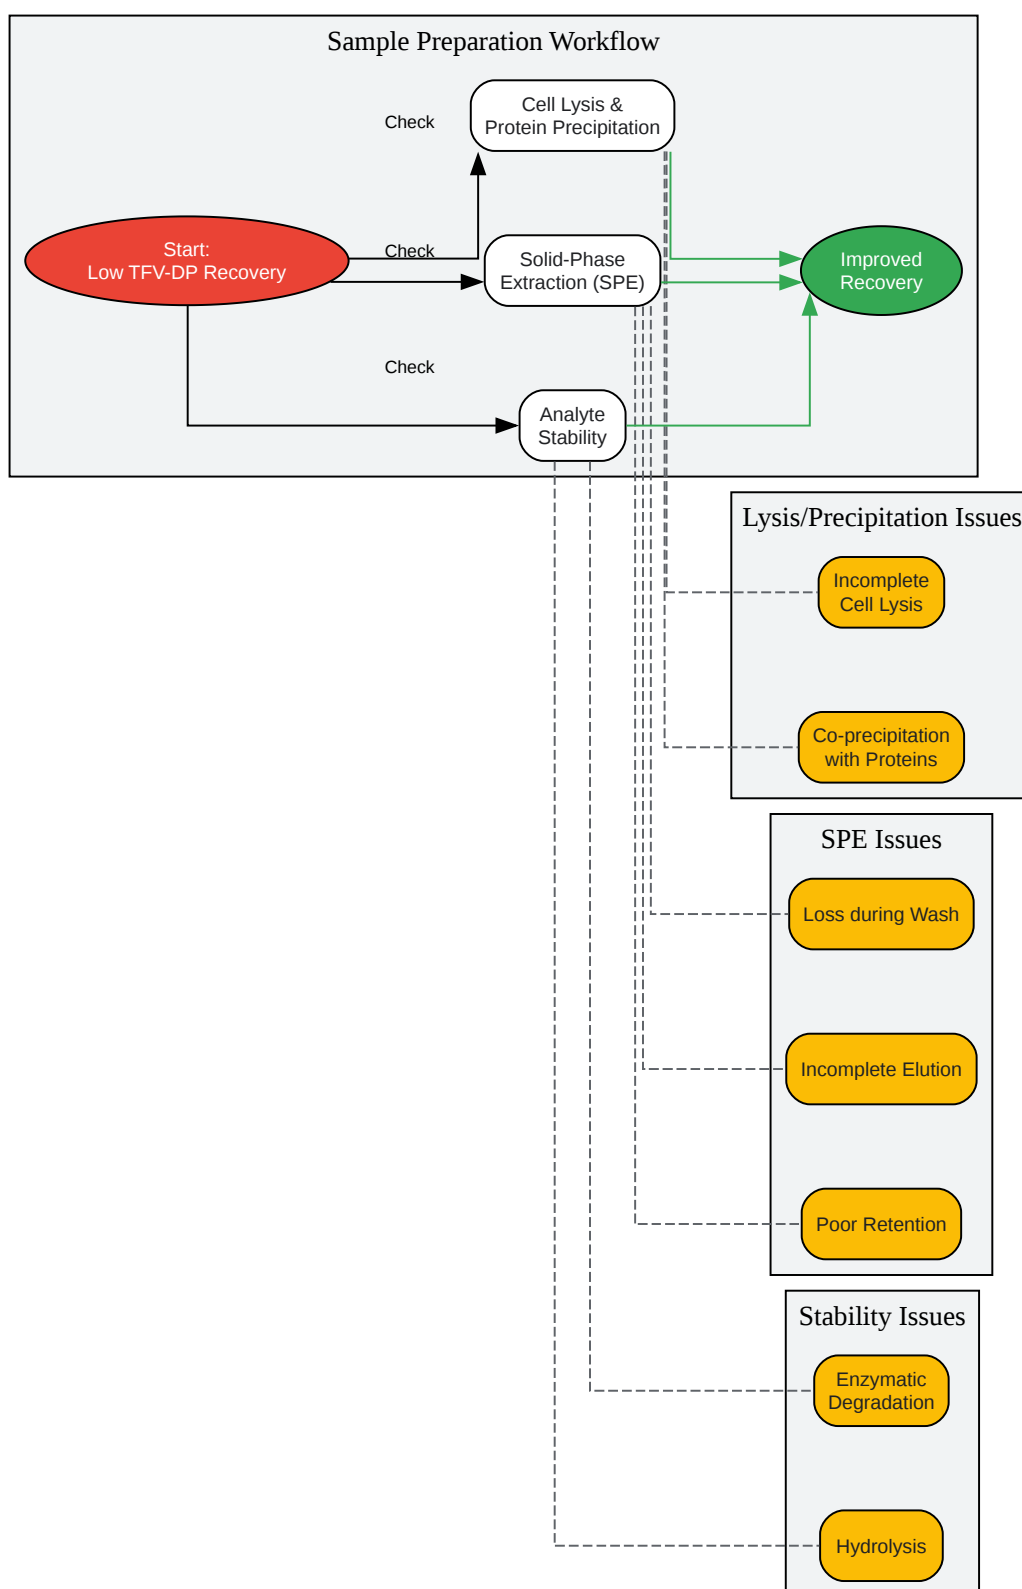 Sample Preparation Workflow
Check
Cell Lysis &
Protein Precipitation
Start:
Low TFV-DP Recovery
Check
Solid-Phase
Extraction (SPE)
Improved
Recovery
Check
Analyte
Stability
Lysis/Precipitation Issues
Incomplete
Cell Lysis
Co-precipitation
with Proteins
SPE Issues
Loss during Wash
Incomplete Elution
Poor Retention
Stability Issues
Enzymatic
Degradation
Hydrolysis